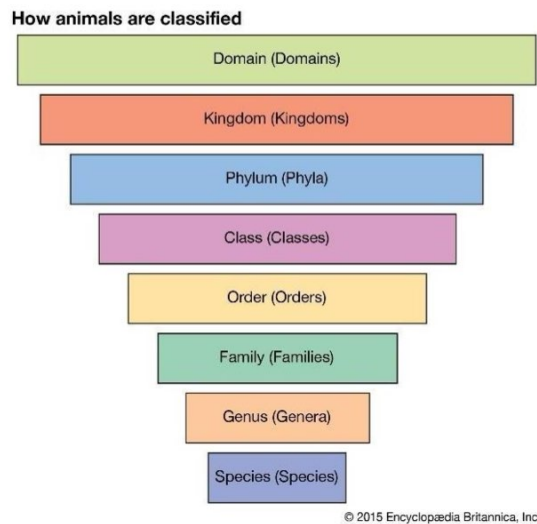 How animals are classified
Domain (Domains)
Kingdom (Kingdoms)
Phylum (Phyla)
Class (Classes)
Order (Orders)
Family (Families)
Genus (Genera)
Species (Species)
© 2015 Encyclopædia Britannica, Inc